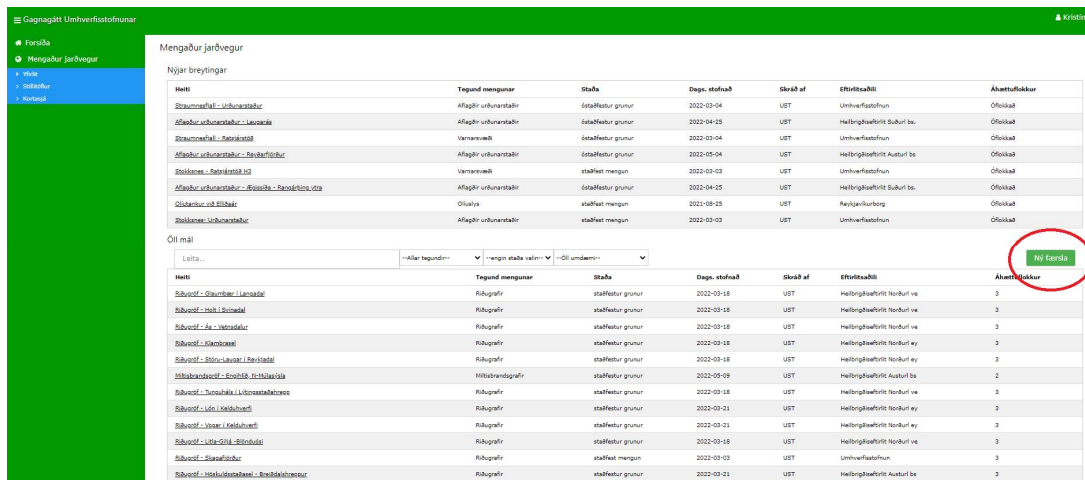 Gagnagátt Umhverfisstofnunar
Kristín
Forsíða
Mengaður jarðvegur
Yfirlit
Stillitöflur
Kortasjá
Mengaður jarðvegur
Nýjar breytingar
Heiti Tegund mengunar Staða Dags. stofnað Skráð af Eftirlitsaðili Áhættuflokkur
Straumnesfjall - Urðunarstaður Aflagðir urðunarstaðir óstaðfestur grunur 2022-03-04 UST Umhverfisstofnun Óflokkað
Aflagður urðunarstaður - Laugarás Aflagðir urðunarstaðir óstaðfestur grunur 2022-04-25 UST Heilbrigðiseftirlit Suðurl bs. Óflokkað
Straumnesfjall - Ratsjárstöð Varnarsvæði óstaðfestur grunur 2022-03-04 UST Umhverfisstofnun Óflokkað
Aflagður urðunarstaður - Reyðarfjörður Aflagðir urðunarstaðir óstaðfestur grunur 2022-05-04 UST Heilbrigðiseftirlit Austurl bs Óflokkað
Stokksnes - Ratsjárstöð H3 Varnarsvæði staðfest mengun 2022-03-03 UST Umhverfisstofnun Óflokkað
Aflagður urðunarstaður - Ægissíða - Rangárþing ytra Aflagðir urðunarstaðir óstaðfestur grunur 2022-04-25 UST Heilbrigðiseftirlit Suðurl bs. Óflokkað
Olíutankur við Elliðaár Olíuslys staðfest mengun 2021-08-25 UST Reykjavíkurborg Óflokkað
Stokksnes- Urðunarstaður Aflagðir urðunarstaðir staðfest mengun 2022-03-03 UST Umhverfisstofnun Óflokkað
Öll mál
Leita... --Allar tegundir-- --engin staða valin-- --Öll umdæmi-- Ný færsla
Heiti Tegund mengunar Staða Dags. stofnað Skráð af Eftirlitsaðili Áhættuflokkur
Riðugröf - Glaumbær í Langadal Riðugrafir staðfestur grunur 2022-03-18 UST Heilbrigðiseftirlit Norðurl ve 3
Riðugröf - Holt í Svínadal Riðugrafir staðfestur grunur 2022-03-18 UST Heilbrigðiseftirlit Norðurl ve 3
Riðugröf - Ás - Vatnsdalur Riðugrafir staðfestur grunur 2022-03-18 UST Heilbrigðiseftirlit Norðurl ve 3
Riðugröf - Klambrasel Riðugrafir staðfestur grunur 2022-03-18 UST Heilbrigðiseftirlit Norðurl ey 3
Riðugröf - Stóru-Laugar í Reykjadal Riðugrafir staðfestur grunur 2022-03-18 UST Heilbrigðiseftirlit Norðurl ey 3
Miltisbrandsgröf - Engihlíð, N-Múlasýsla Miltisbrandsgrafir staðfestur grunur 2022-05-09 UST Heilbrigðiseftirlit Austurl bs 2
Riðugröf - Tunguháls í Lýtingsstaðahrepp Riðugrafir staðfestur grunur 2022-03-18 UST Heilbrigðiseftirlit Norðurl ve 3
Riðugröf - Lón í Kelduhverfi Riðugrafir staðfestur grunur 2022-03-21 UST Heilbrigðiseftirlit Norðurl ey 3
Riðugröf - Vogar í Kelduhverfi Riðugrafir staðfestur grunur 2022-03-21 UST Heilbrigðiseftirlit Norðurl ey 3
Riðugröf - Litla-Giljá -Blönduósi Riðugrafir staðfestur grunur 2022-03-18 UST Heilbrigðiseftirlit Norðurl ve 3
Riðugröf - Skagafjörður Riðugrafir staðfest mengun 2022-03-03 UST Umhverfisstofnun 3
Riðugröf - Höskuldsstaðasel - Breiðdalshreppur Riðugrafir staðfestur grunur 2022-03-21 UST Heilbrigðiseftirlit Austurl bs 3